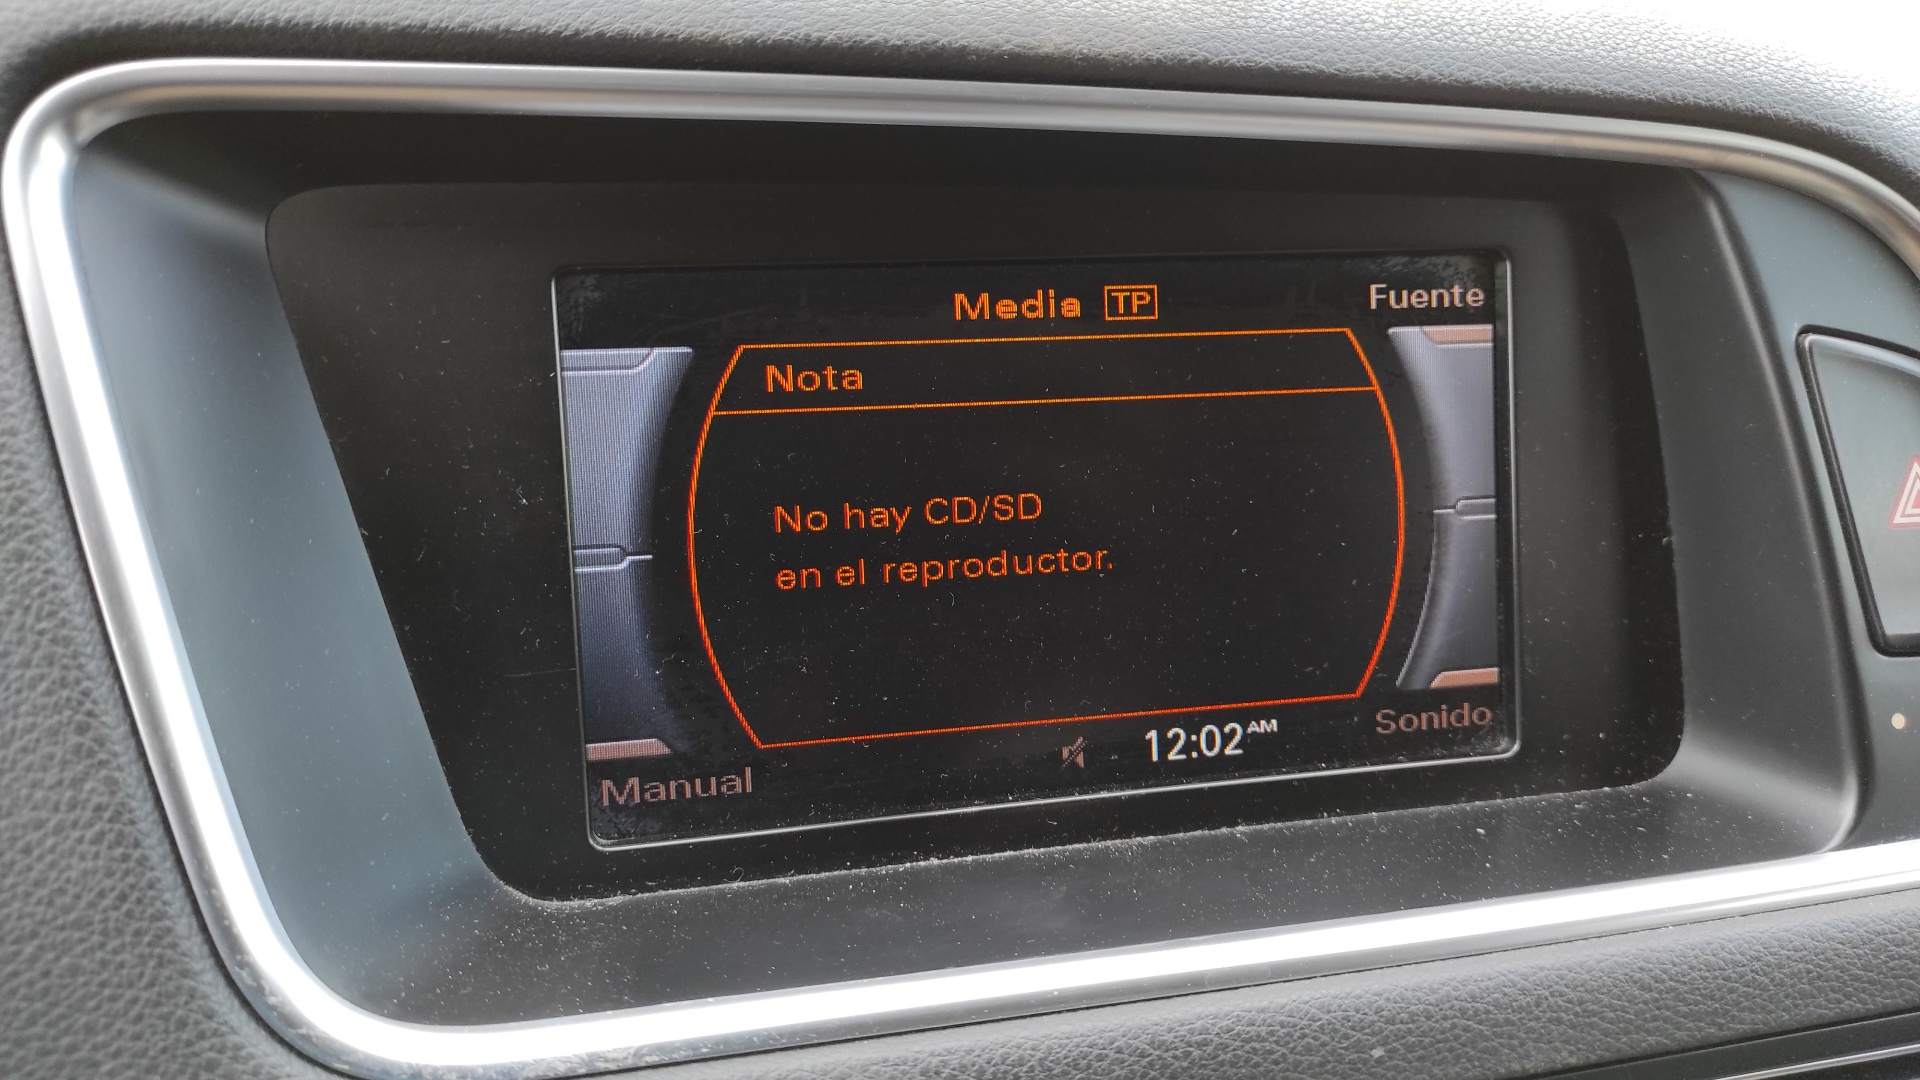 Media TP
Fuente
Nota
No hay CD/SD
en el reproductor.
Manual
12:02 AM
Sonido